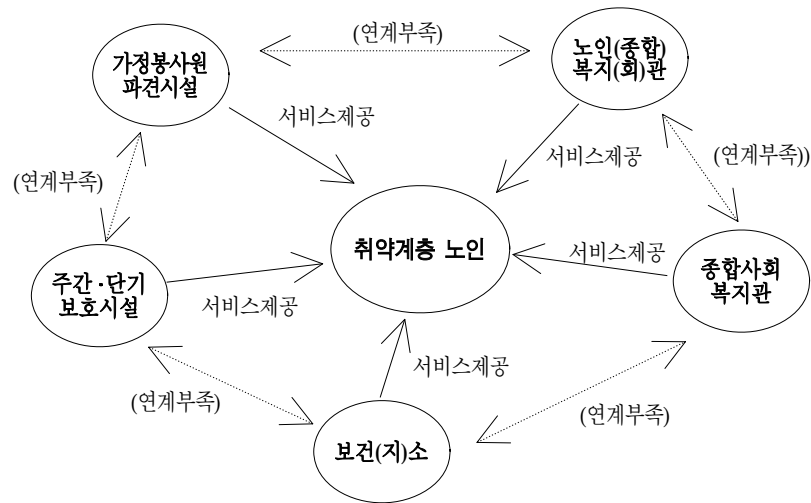 (연계부족)
가정봉사원
파견시설
노인(종합)
복지(회)관
서비스제공
서비스제공
(연계부족))
(연계부족)
취약계층 노인
서비스제공
주간·단기
보호시설
서비스제공
종합사회
복지관
서비스제공
(연계부족)
(연계부족)
보건(지)소